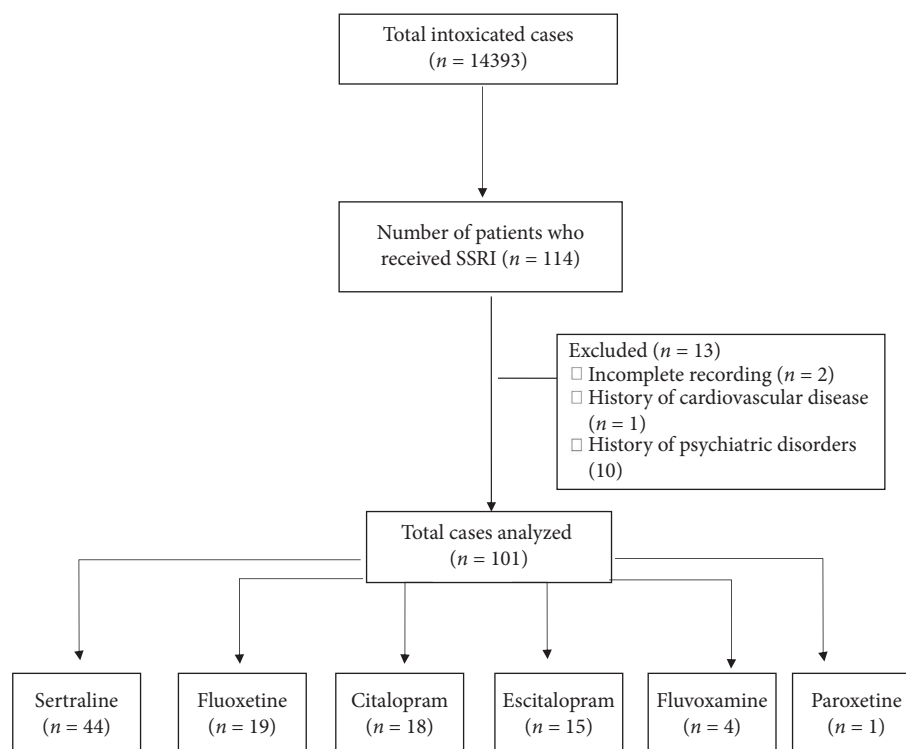 Total intoxicated cases
(n = 14393)
Number of patients who
received SSRI (n = 114)
Excluded (n = 13)
□ Incomplete recording (n = 2)
□ History of cardiovascular disease
(n = 1)
□ History of psychiatric disorders
(10)
Total cases analyzed
(n = 101)
Sertraline
(n = 44)
Fluoxetine
(n = 19)
Citalopram
(n = 18)
Escitalopram
(n = 15)
Fluvoxamine
(n = 4)
Paroxetine
(n = 1)